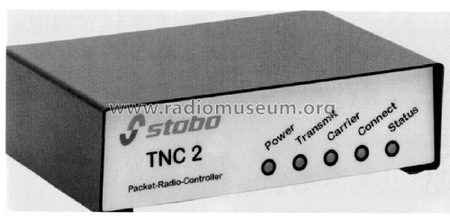 www.radiomuseum.org
stabo
TNC 2
Packet-Radio-Controller
Power
Transmit
Carrier
Connect
Status